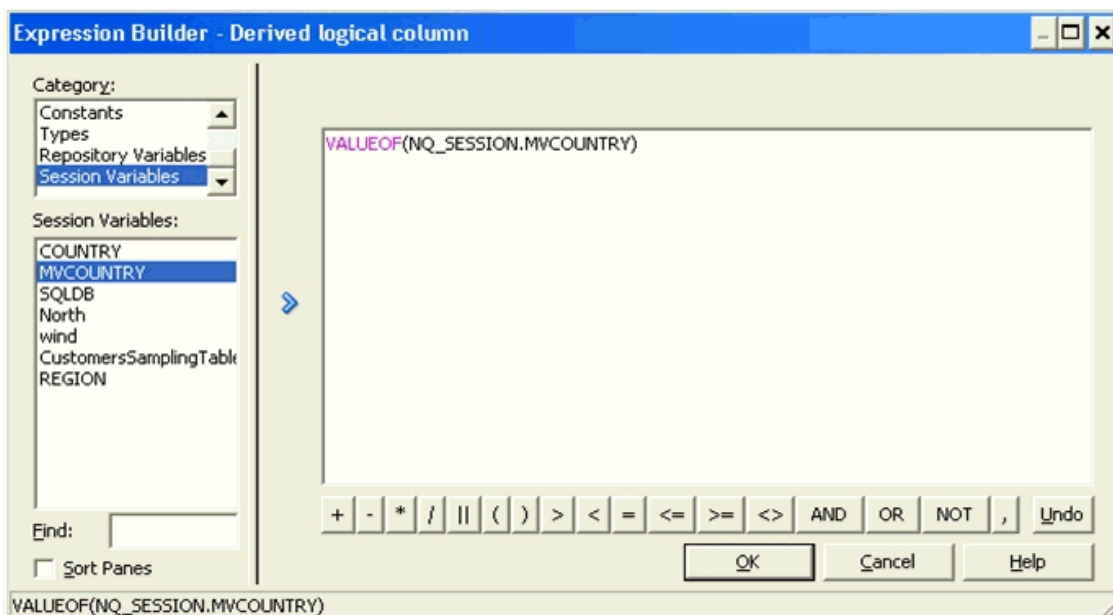 Expression Builder - Derived logical column
Category:
Constants
Types
Repository Variables
Session Variables
Session Variables:
COUNTRY
MVCOUNTRY
SQLDB
North
wind
CustomersSamplingTable
REGION
Find:
Sort Panes
VALUEOF(NQ_SESSION.MVCOUNTRY)
+ - * / || ( ) > < = <= >= <> AND OR NOT , Undo
OK Cancel Help
VALUEOF(NQ_SESSION.MVCOUNTRY)